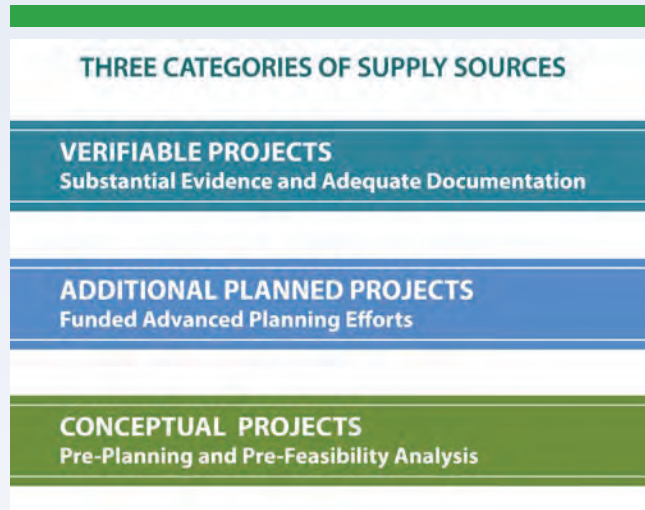 THREE CATEGORIES OF SUPPLY SOURCES
VERIFIABLE PROJECTS
Substantial Evidence and Adequate Documentation
ADDITIONAL PLANNED PROJECTS
Funded Advanced Planning Efforts
CONCEPTUAL PROJECTS
Pre-Planning and Pre-Feasibility Analysis